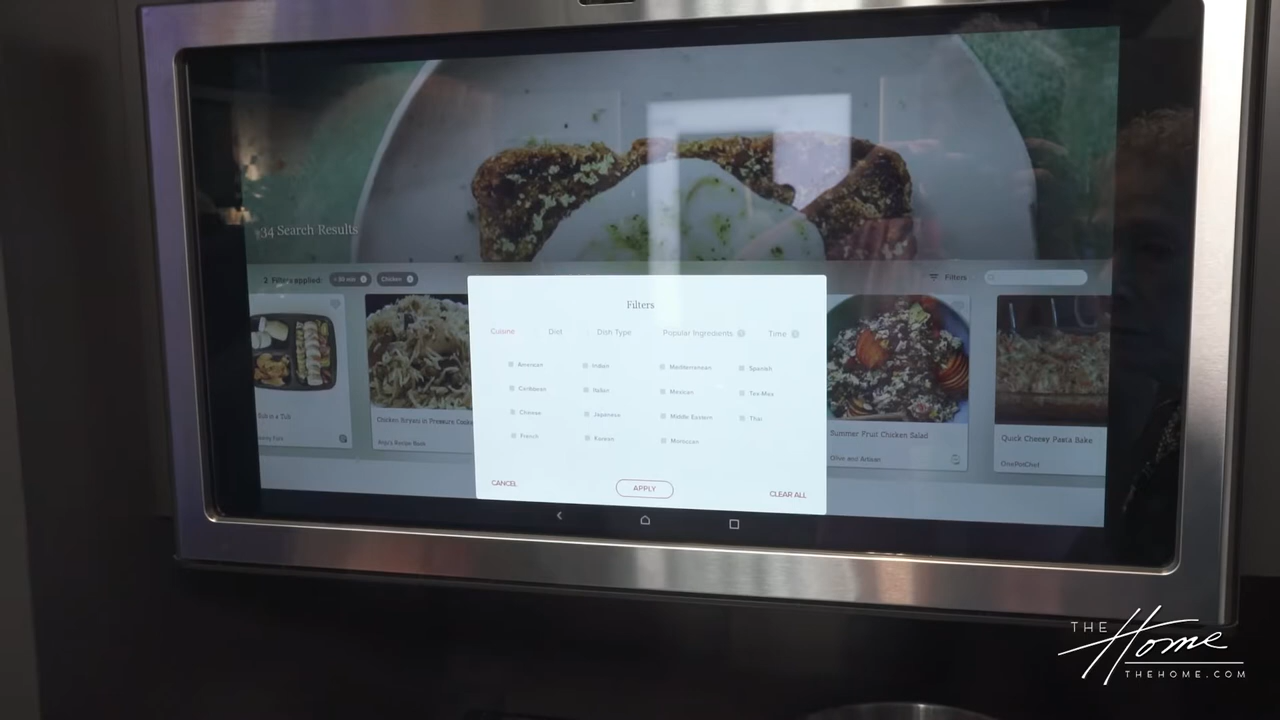 34 Search Results
2 Filters applied:
< 30 min
Chicken
Filters
Filters
Cuisine Diet Dish Type Popular Ingredients Time
American Indian Mediterranean Spanish
Caribbean Italian Mexican Tex-Mex
Chinese Japanese Middle Eastern Thai
French Korean Moroccan
CANCEL APPLY CLEAR ALL
Chicken Biryani in Pressure Cooke
Book
Summer Fruit Chicken Salad
Olive and Artisan
Quick Cheesy Pasta Bake
OnePotChef
THE Home
THEHOME.COM